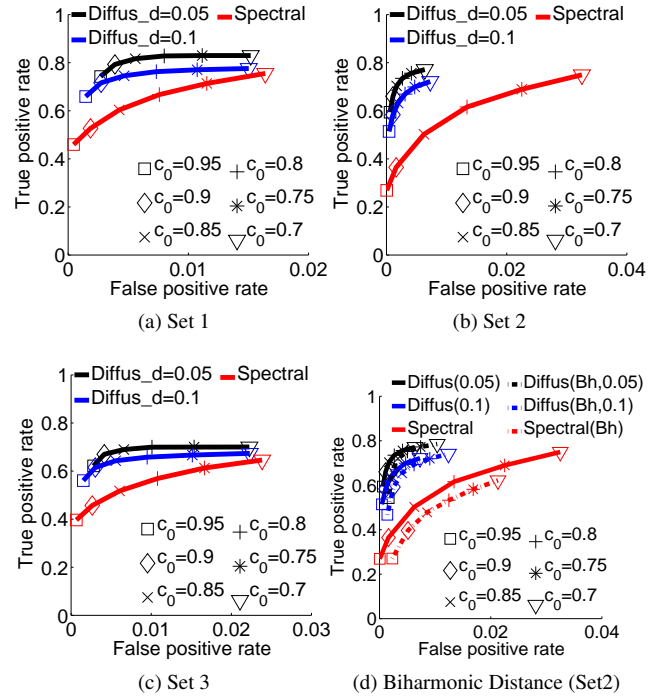 Diffus_d=0.05 Spectral
Diffus_d=0.1
True positive rate
1
0.8
0.6
0.4
0.2
0
c0=0.95 c0=0.8
c0=0.9 c0=0.75
c0=0.85 c0=0.7
0 0.01 0.02
False positive rate
(a) Set 1
Diffus_d=0.05 Spectral
Diffus_d=0.1
True positive rate
1
0.8
0.6
0.4
0.2
0
c0=0.95 c0=0.8
c0=0.9 c0=0.75
c0=0.85 c0=0.7
0 0.02 0.04
False positive rate
(b) Set 2
Diffus_d=0.05 Spectral
Diffus_d=0.1
True positive rate
1
0.8
0.6
0.4
0.2
0
c0=0.95 c0=0.8
c0=0.9 c0=0.75
c0=0.85 c0=0.7
0 0.01 0.02 0.03
False positive rate
(c) Set 3
Diffus(0.05) Diffus(Bh,0.05)
Diffus(0.1) Diffus(Bh,0.1)
Spectral Spectral(Bh)
True positive rate
1
0.8
0.6
0.4
0.2
0
c0=0.95 c0=0.8
c0=0.9 c0=0.75
c0=0.85 c0=0.7
0 0.02 0.04
False positive rate
(d) Biharmonic Distance (Set2)